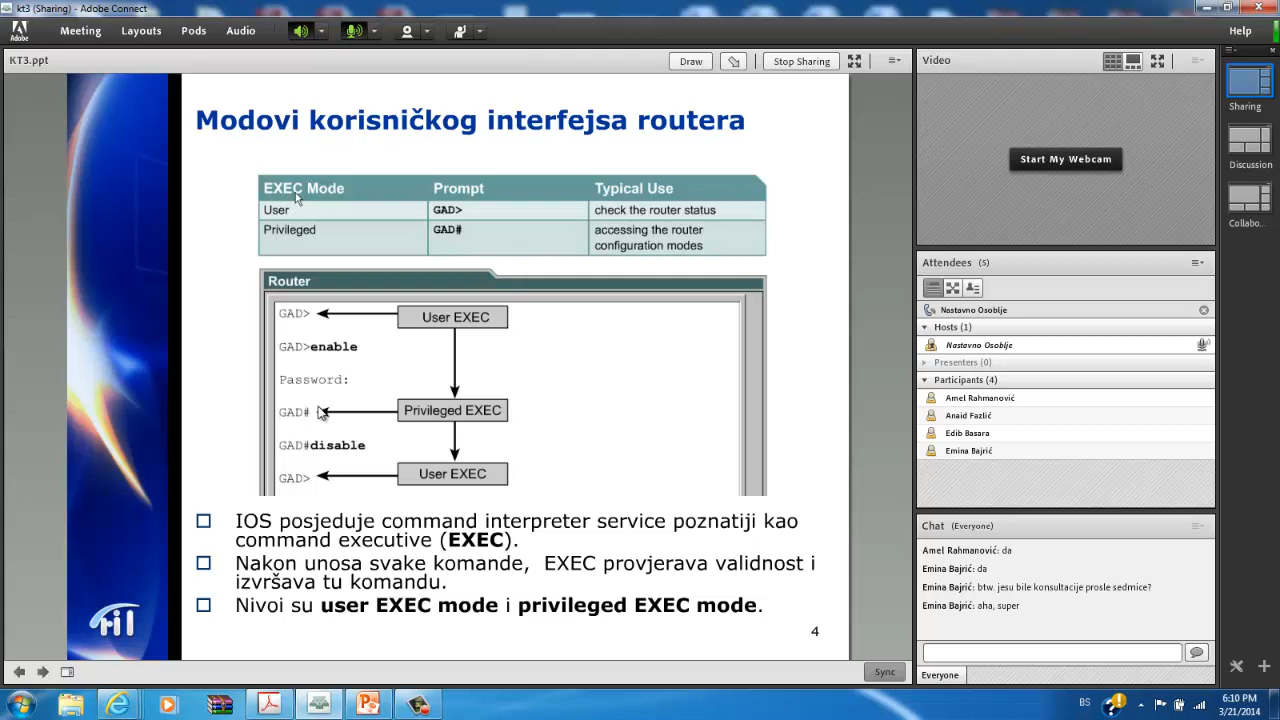 kt3 (Sharing) - Adobe Connect
Adobe
Meeting
Layouts
Pods
Audio
Help
KT3.ppt
Draw
Stop Sharing
Modovi korisničkog interfejsa routera
EXEC Mode Prompt Typical Use
User GAD> check the router status
Privileged GAD# accessing the router
configuration modes
Router
GAD> User EXEC
GAD>enable
Password:
GAD# Privileged EXEC
GAD#disable
GAD> User EXEC
IOS posjeduje command interpreter service poznatiji kao
command executive (EXEC).
Nakon unosa svake komande, EXEC provjerava validnost i
izvršava tu komandu.
Nivoi su user EXEC mode i privileged EXEC mode.
4
Sync
Video
Start My Webcam
Attendees (5)
Nastavno Osoblje
Hosts (1)
Nastavno Osoblje
Presenters (0)
Participants (4)
Amel Rahmanović
Anaid Fazlić
Edib Basara
Emina Bajrić
Chat (Everyone)
Amel Rahmanović: da
Emina Bajrić: da
Emina Bajrić: btw. jesu bile konsultacije prosle sedmice?
Emina Bajrić: aha, super
Everyone
Sharing
Discussion
Collabo..
BS
6:10 PM
3/21/2014